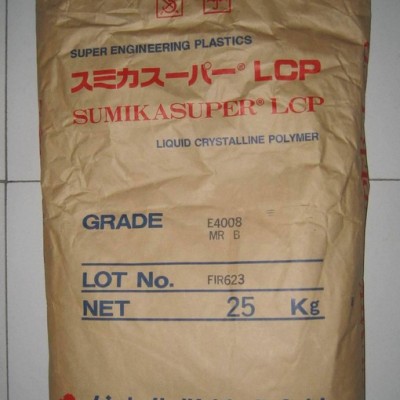 SUPER ENGINEERING PLASTICS
スミカスーパー® LCP
SUMIKASUPER® LCP
LIQUID CRYSTALLINE POLYMER
GRADE E4008
MR B
LOT No. FIR623
NET 25 Kg